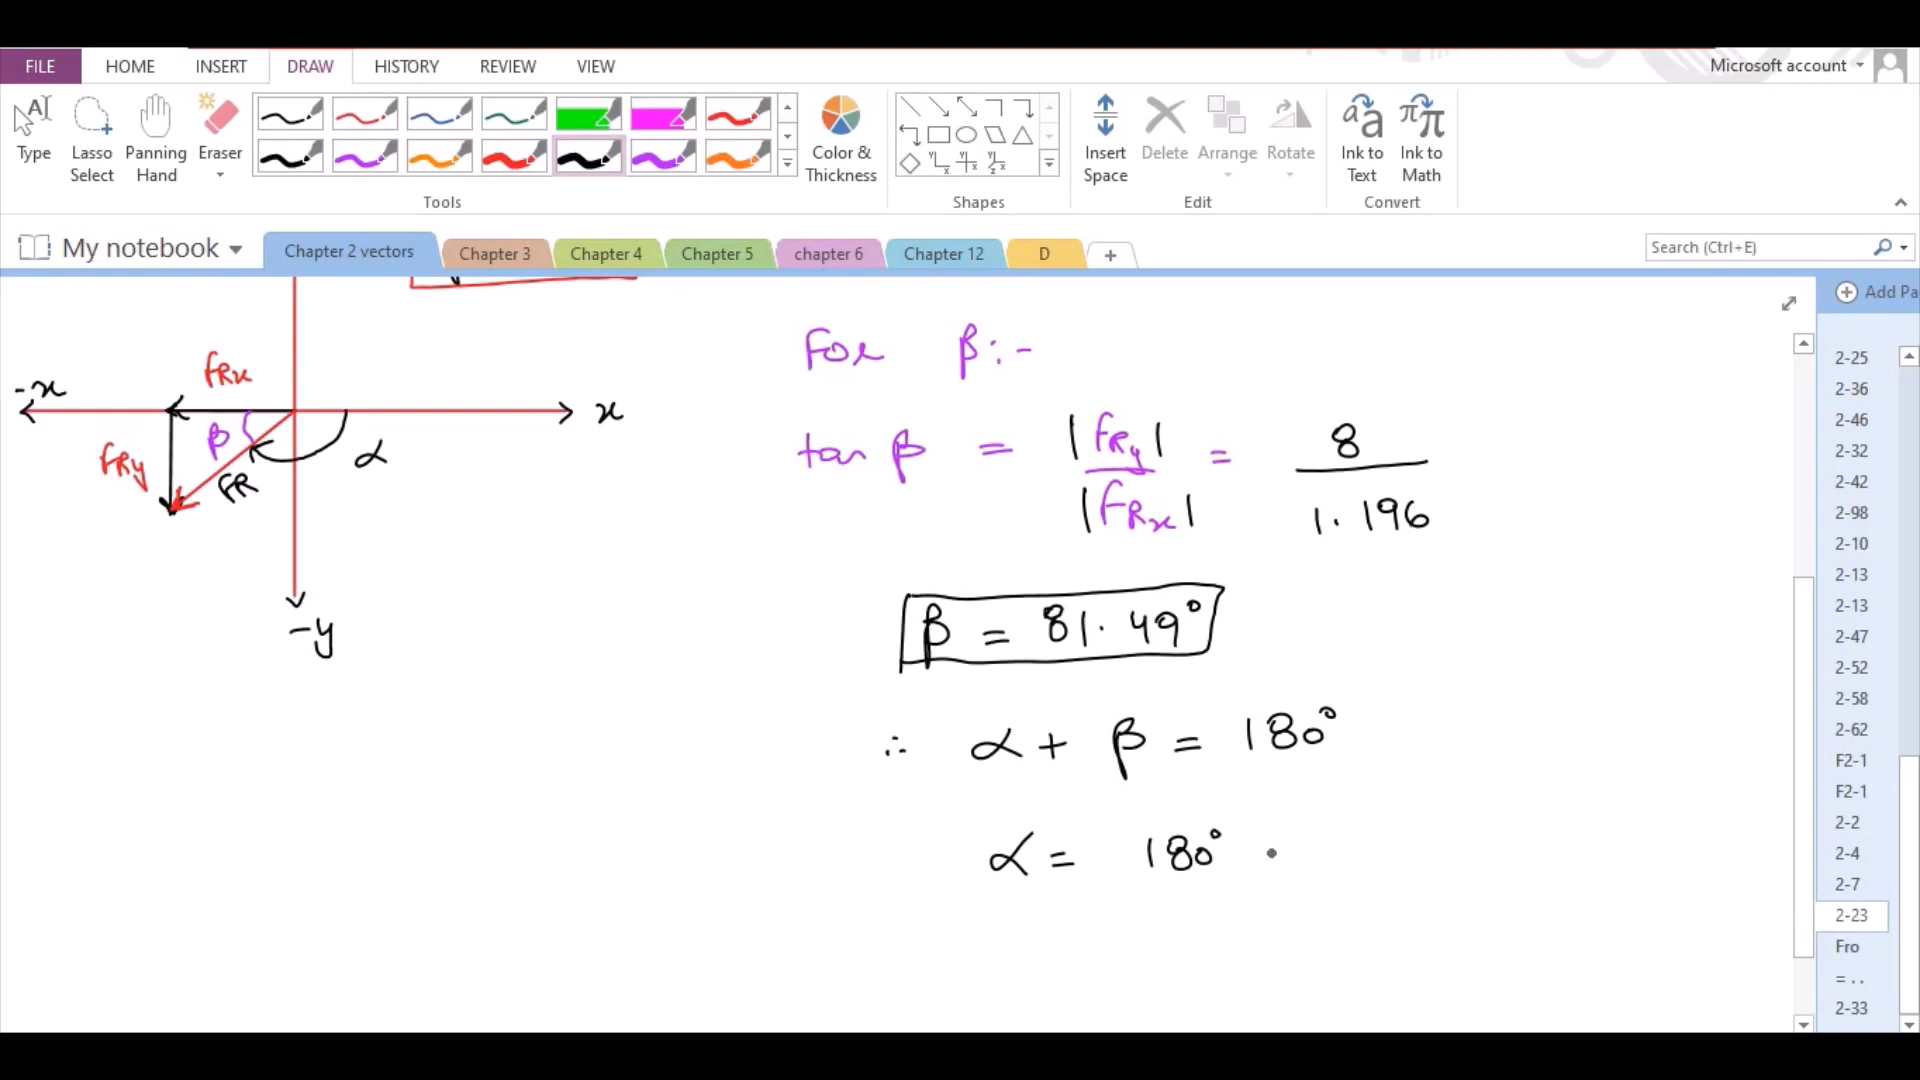 FILE HOME INSERT DRAW HISTORY REVIEW VIEW Microsoft account
Type Lasso Select Panning Hand Eraser Color & Thickness Insert Space Delete Arrange Rotate Ink to Text Ink to Math
Tools Shapes Edit Convert
My notebook Chapter 2 vectors Chapter 3 Chapter 4 Chapter 5 chapter 6 Chapter 12 D + Search (Ctrl+E)
Add Pa
2-25
2-36
2-46
2-32
2-42
2-98
2-10
2-13
2-13
2-47
2-52
2-58
2-62
F2-1
F2-1
2-2
2-4
2-7
2-23
Fro
= . .
2-33
-x
FRx
x
FRy
β
FR
α
-y
For β:-
tan β = |FRy| / |FRx| = 8 / 1.196
β = 81.49°
∴ α + β = 180°
α = 180°